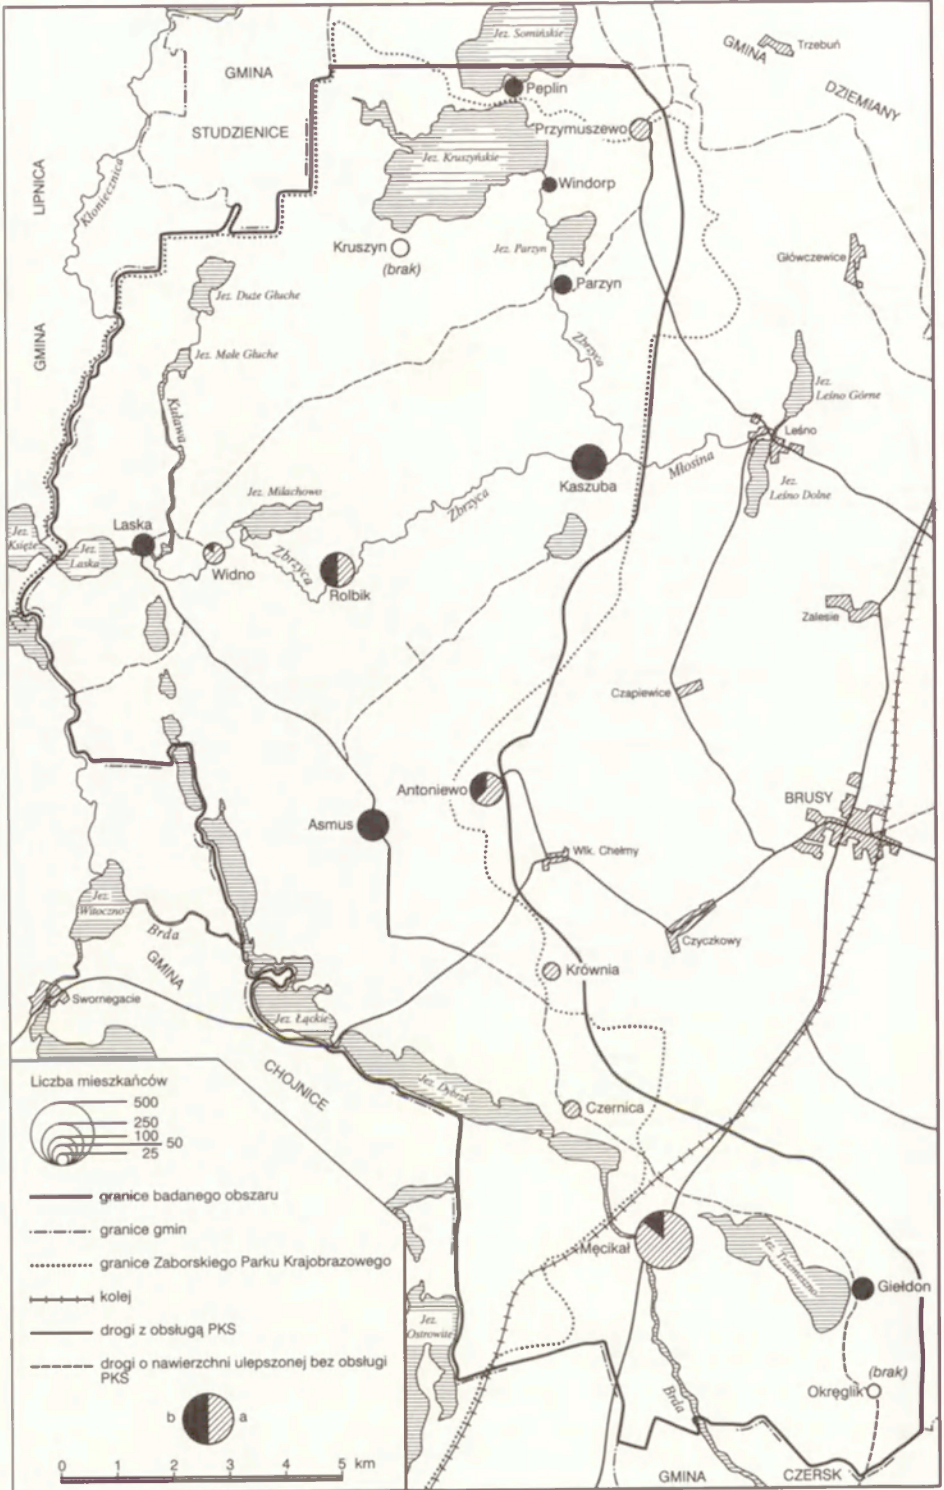 Jez. Somińskie
GMINA
Trzebuń
GMINA
DZIEMIANY
STUDZIENICE
Peplin
Przymuszewo
LIPNICA
Kłoniecznica
Jez. Kruszyńskie
Windorp
Kruszyn
(brak)
Jez. Parzyn
Główczewice
Parzyn
Jez. Duże Głuche
GMINA
Jez. Małe Głuche
Zbrzyca
Jez.
Leśno Górne
Kulawa
Leśno
Młosina
Kaszuba
Jez.
Leśno Dolne
Jez. Milachowo
Zbrzyca
Laska
Jez.
Księże
Jez.
Laska
Widno
Zbrzyca
Rolbik
Zalesie
Czapiewice
Antoniewo
BRUSY
Asmus
Wlk. Chełmy
Jez.
Witoczno
Brda
Czyczkowy
GMINA
Krównia
Swornegacie
Jez. Łąckie
CHOJNICE
Jez. Dybrzk
Czernica
Męcikał
Jez. Trzemeszno
Giełdon
Jez.
Ostrowite
(brak)
Okręglik
Brda
GMINA
CZERSK
Liczba mieszkańców
500
250
100
50
25
granice badanego obszaru
granice gmin
granice Zaborskiego Parku Krajobrazowego
kolej
drogi z obsługą PKS
drogi o nawierzchni ulepszonej bez obsługi
PKS
b a
0 1 2 3 4 5 km